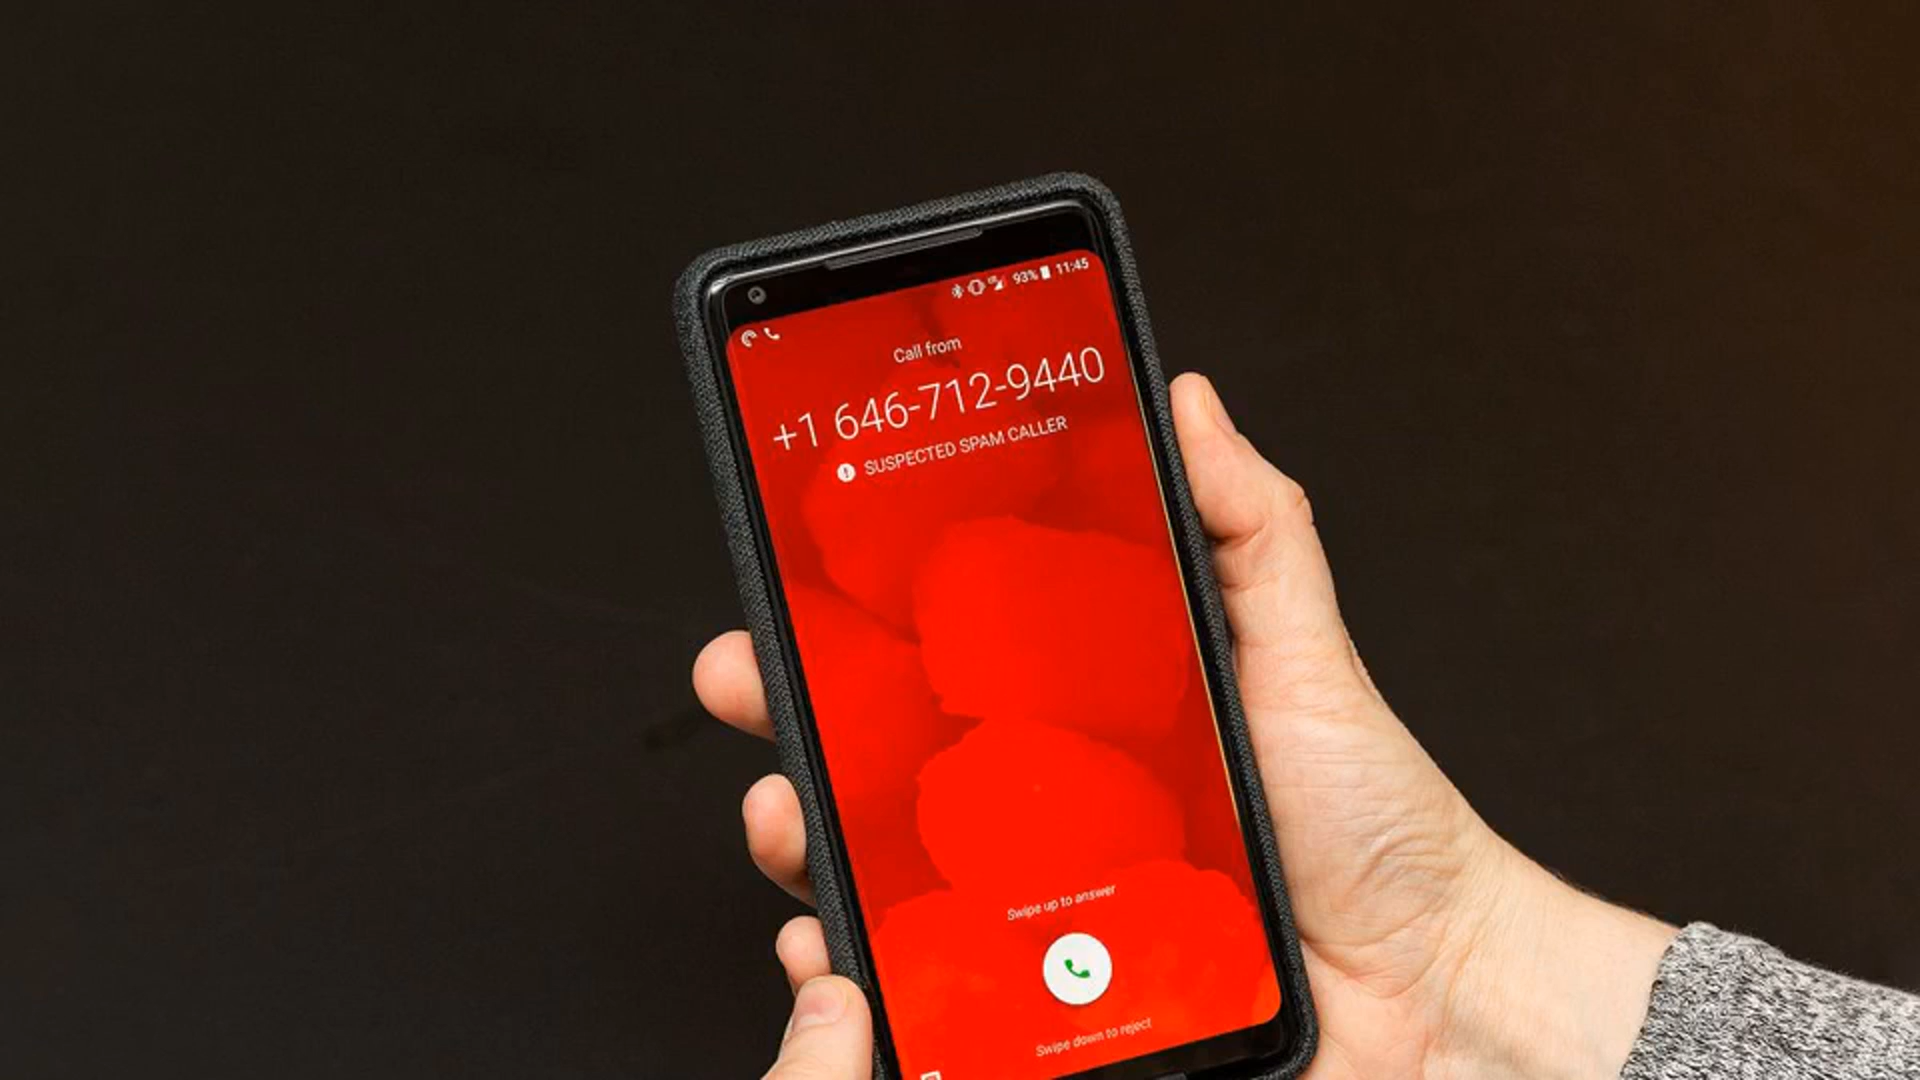 93% 11:45
Call from
+1 646-712-9440
SUSPECTED SPAM CALLER
Swipe up to answer
Swipe down to reject